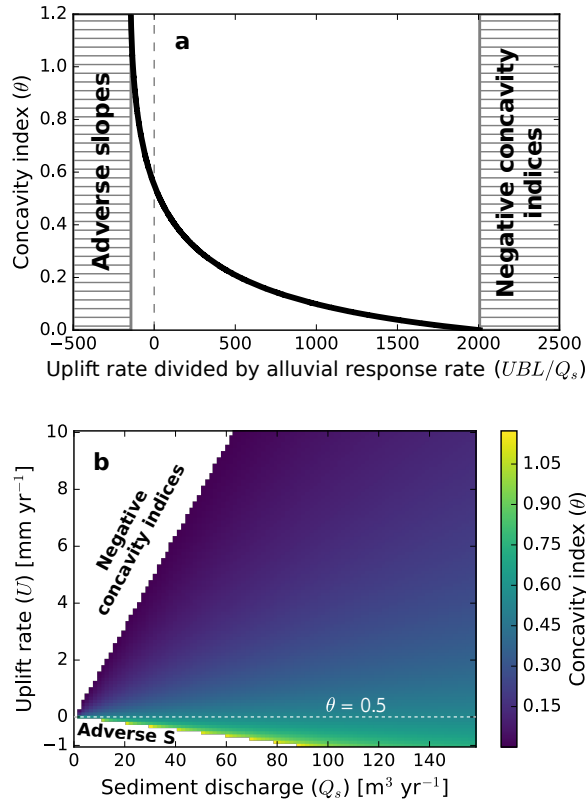 a
Adverse slopes
Negative concavity
indices
Concavity index (θ)
1.2
1.0
0.8
0.6
0.4
0.2
0.0
−500 0 500 1000 1500 2000 2500
Uplift rate divided by alluvial response rate (UBL/Q_s)
b
Negative
concavity indices
θ = 0.5
Adverse S
Uplift rate (U) [mm yr⁻¹]
10
8
6
4
2
0
−1
0 20 40 60 80 100 120 140
Sediment discharge (Q_s) [m³ yr⁻¹]
1.05
0.90
0.75
0.60
0.45
0.30
0.15
Concavity index (θ)